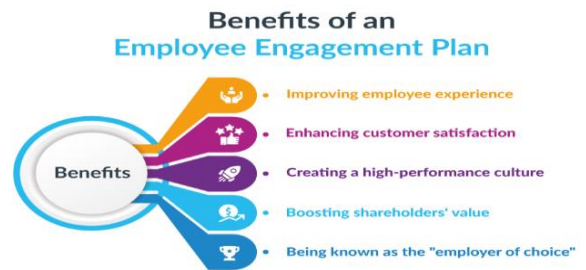 Benefits of an
Employee Engagement Plan
Benefits
• Improving employee experience
• Enhancing customer satisfaction
• Creating a high-performance culture
• Boosting shareholders' value
• Being known as the "employer of choice"